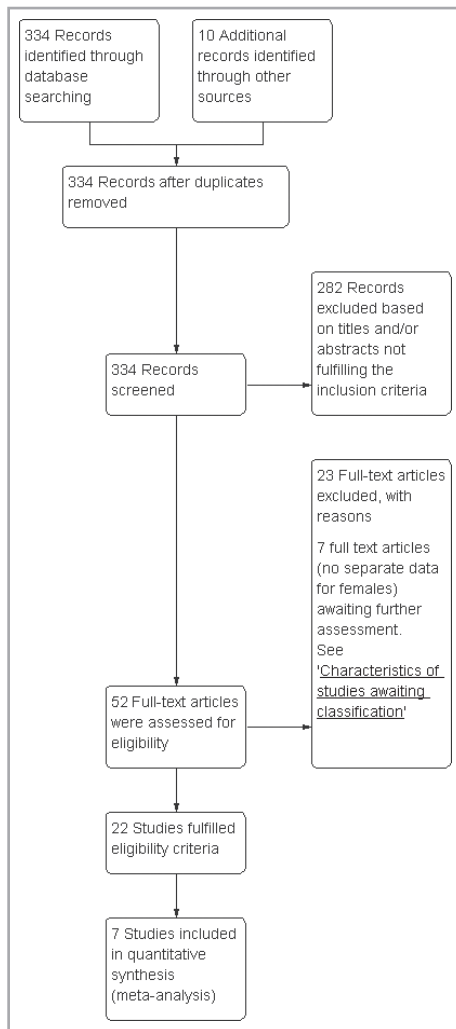 334 Records
identified through
database
searching
10 Additional
records identified
through other
sources
334 Records after duplicates
removed
334 Records
screened
282 Records
excluded based
on titles and/or
abstracts not
fulfilling the
inclusion criteria
23 Full-text articles
excluded, with
reasons
7 full text articles
(no separate data
for females)
awaiting further
assessment.
See
'Characteristics of
studies awaiting
classification'
52 Full-text articles
were assessed for
eligibility
22 Studies fulfilled
eligibility criteria
7 Studies included
in quantitative
synthesis
(meta-analysis)